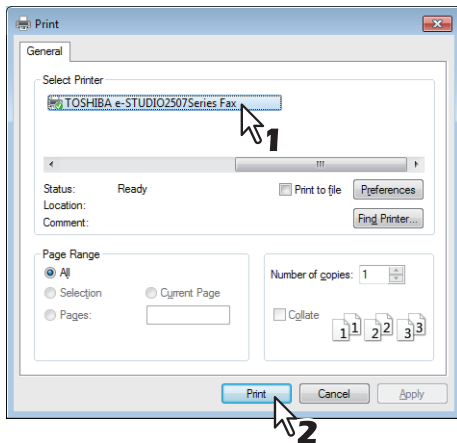 Print
General
Select Printer
TOSHIBA e-STUDIO2507Series Fax
1
Status: Ready
Print to file
Preferences
Location:
Comment:
Find Printer...
Page Range
All
Selection
Current Page
Pages:
Number of copies: 1
Collate
1 1 2 2 3 3
Print
Cancel
Apply
2